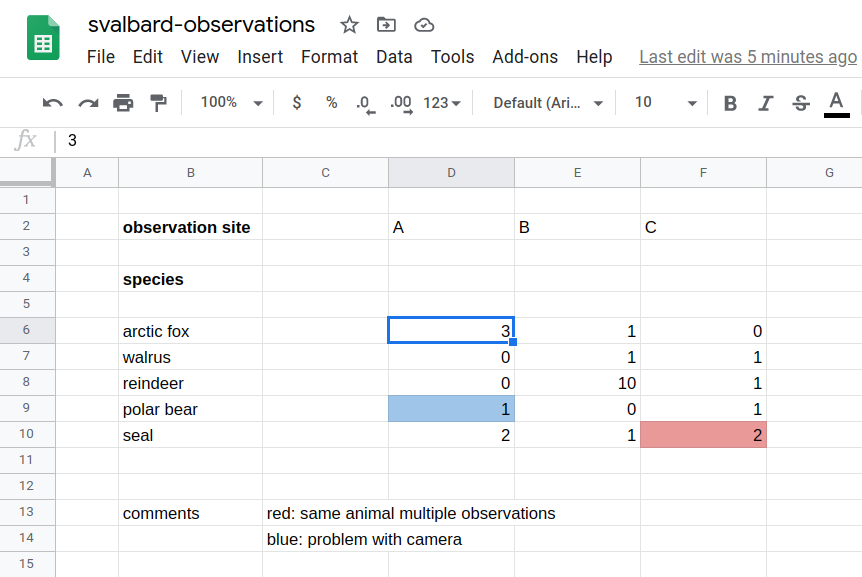 svalbard-observations
File Edit View Insert Format Data Tools Add-ons Help Last edit was 5 minutes ago
100% $ % .0 .00 123 Default (Ari... 10 B I S A
fx 3
A B C D E F G
1
2 observation site A B C
3
4 species
5
6 arctic fox 3 1 0
7 walrus 0 1 1
8 reindeer 0 10 1
9 polar bear 1 0 1
10 seal 2 1 2
11
12
13 comments red: same animal multiple observations
14 blue: problem with camera
15